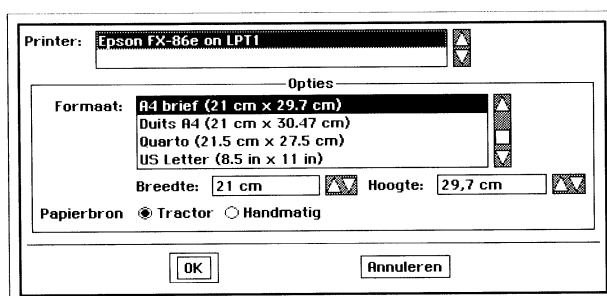 Printer: Epson FX-86e on LPT1
Opties
Formaat: A4 brief (21 cm x 29.7 cm)
Duits A4 (21 cm x 30.47 cm)
Quarto (21.5 cm x 27.5 cm)
US Letter (8.5 in x 11 in)
Breedte: 21 cm Hoogte: 29,7 cm
Papierbron Tractor Handmatig
OK Annuleren